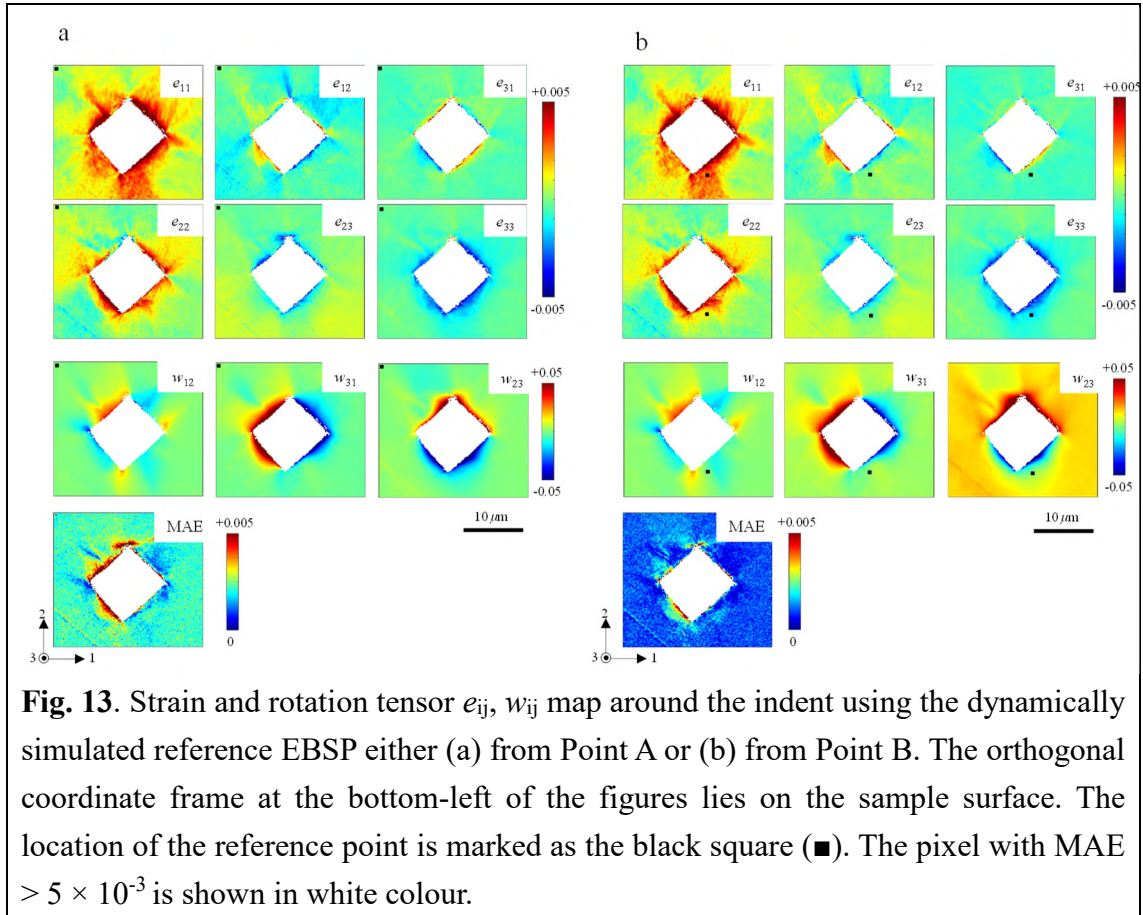 a b
e11 e12 e31 e11 e12 e31
+0.005 +0.005
e22 e23 e33 e22 e23 e33
-0.005 -0.005
w12 w31 w23 w12 w31 w23
+0.05 +0.05
-0.05 -0.05
10 μm 10 μm
MAE +0.005 MAE +0.005
2 0 2 0
3 1 3 1
Fig. 13. Strain and rotation tensor eij, wij map around the indent using the dynamically
simulated reference EBSP either (a) from Point A or (b) from Point B. The orthogonal
coordinate frame at the bottom-left of the figures lies on the sample surface. The
location of the reference point is marked as the black square (■). The pixel with MAE
> 5 × 10-3 is shown in white colour.